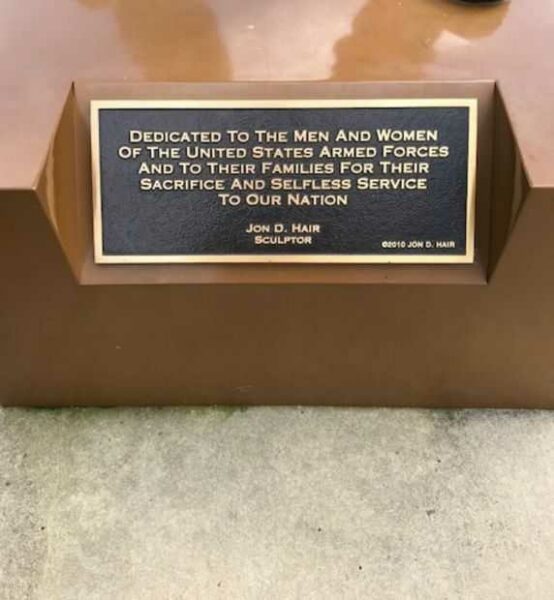 Dedicated To The Men And Women
Of The United States Armed Forces
And To Their Families For Their
Sacrifice And Selfless Service
To Our Nation
Jon D. Hair
Sculptor
©2010 Jon D. Hair